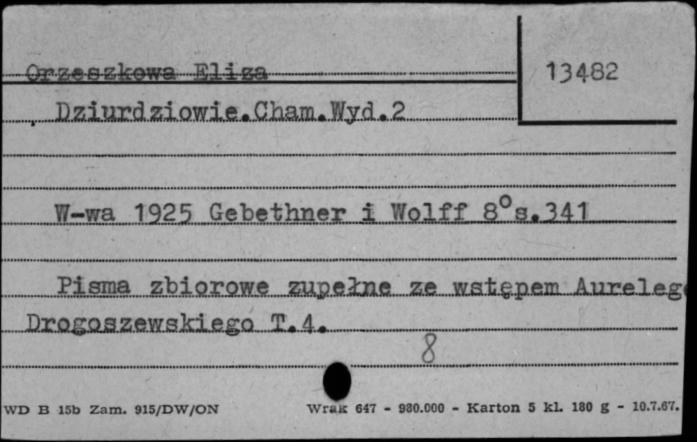 Orzeszkowa Eliza
13482
Dziurdziowie.Cham.Wyd.2
W-wa 1925 Gebethner i Wolff 8°s.341
Pisma zbiorowe zupełne ze wstępem Aurelego
Drogoszewskiego T.4.
8
WD B 15b Zam. 915/DW/ON Wrak 647 - 980.000 - Karton 5 kl. 180 g - 10.7.67.